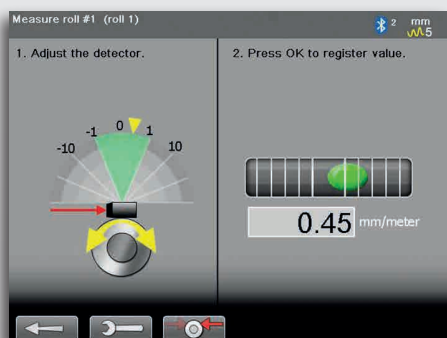 Measure roll #1 (roll 1)
2
mm
5
1. Adjust the detector.
2. Press OK to register value.
-10
-1
0
1
10
0.45 mm/meter